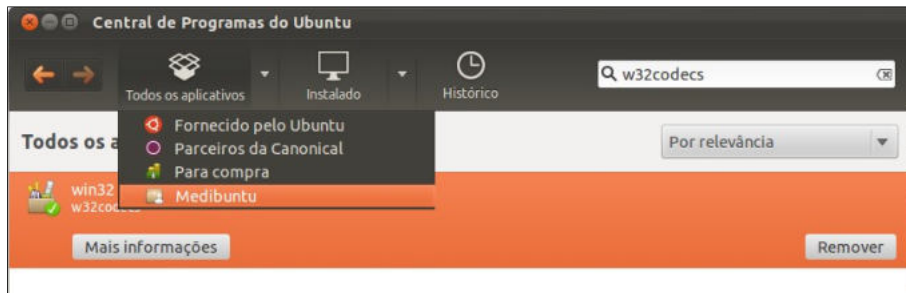 Central de Programas do Ubuntu
Todos os aplicativos
Instalado
Histórico
w32codecs
Fornecido pelo Ubuntu
Parceiros da Canonical
Para compra
Medibuntu
Todos os a
Por relevância
win32
w32codecs
Mais informações
Remover